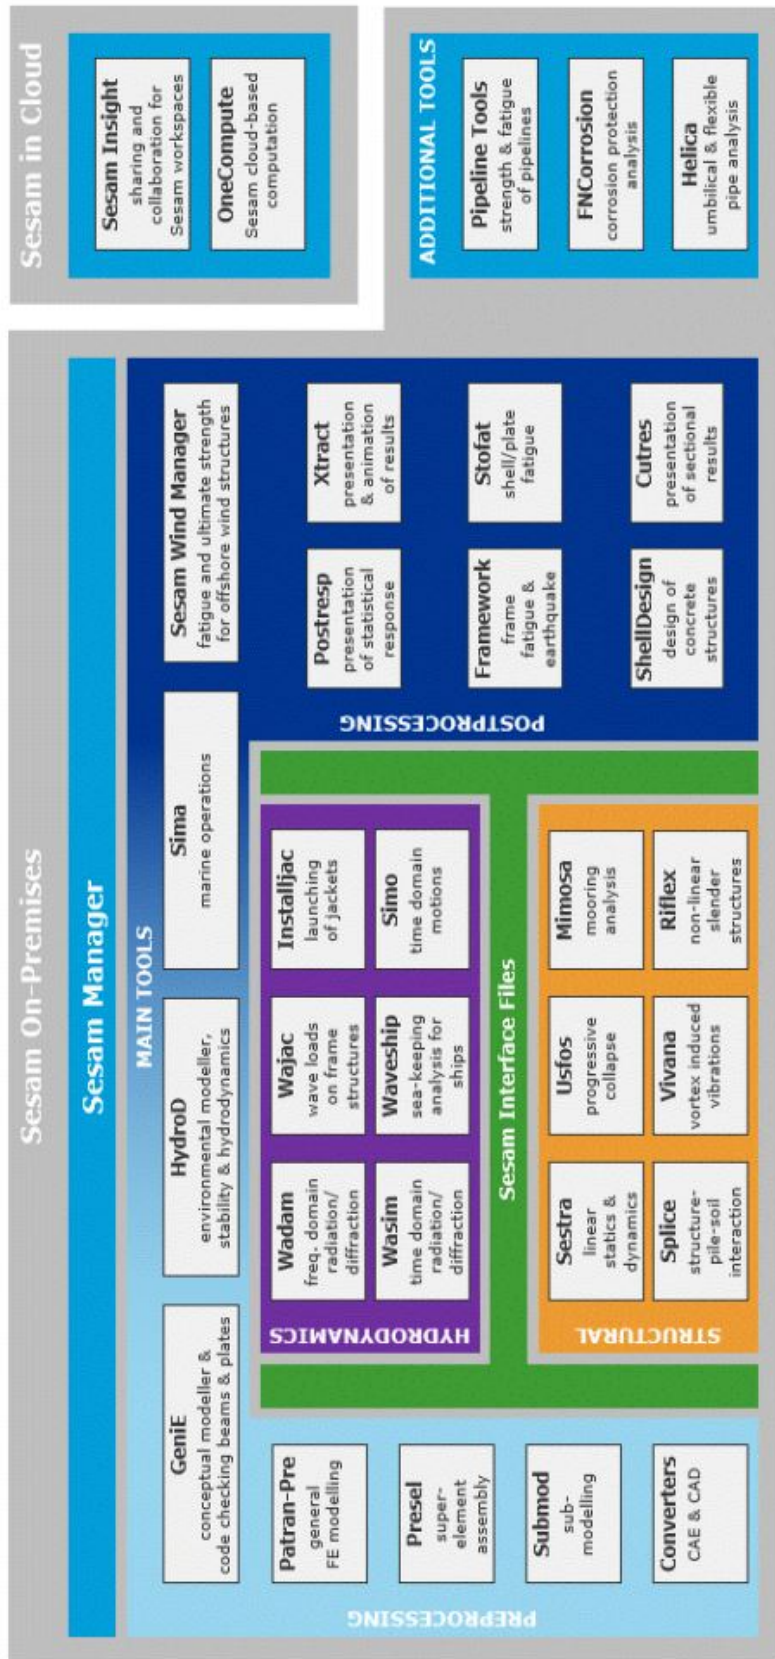 Sesam On-Premises
Sesam Manager
MAIN TOOLS
GeniE
conceptual modeller &
code checking beams & plates
HydroD
environmental modeller,
stability & hydrodynamics
Sima
marine operations
Sesam Wind Manager
fatigue and ultimate strength
for offshore wind structures
PREPROCESSING
Patran-Pre
general
FE modelling
Presel
super-
element
assembly
Submod
sub-
modelling
Converters
CAE & CAD
HYDRODYNAMICS
Wadam
freq. domain
radiation/
diffraction
Wajac
wave loads
on frame
structures
Installjac
launching
of jackets
Wasim
time domain
radiation/
diffraction
Waveship
sea-keeping
analysis for
ships
Simo
time domain
motions
Sesam Interface Files
STRUCTURAL
Sestra
linear
statics &
dynamics
Usfos
progressive
collapse
Mimosa
mooring
analysis
Splice
structure-
pile-soil
interaction
Vivana
vortex induced
vibrations
Riflex
non-linear
slender
structures
POSTPROCESSING
Postresp
presentation
of statistical
response
Xtract
presentation
& animation
of results
Framework
frame
fatigue &
earthquake
Stofat
shell/plate
fatigue
ShellDesign
design of
concrete
structures
Cutres
presentation
of sectional
results
Sesam in Cloud
Sesam Insight
sharing and
collaboration for
Sesam workspaces
OneCompute
Sesam cloud-based
computation
ADDITIONAL TOOLS
Pipeline Tools
strength & fatigue
of pipelines
FNCorrosion
corrosion protection
analysis
Helica
umbilical & flexible
pipe analysis